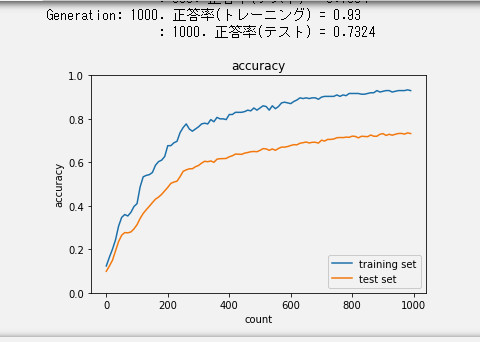 Generation: 1000. 正答率(トレーニング) = 0.93
: 1000. 正答率(テスト) = 0.7324
accuracy
1.0
0.8
0.6
0.4
0.2
0.0
accuracy
training set
test set
0 200 400 600 800 1000
count